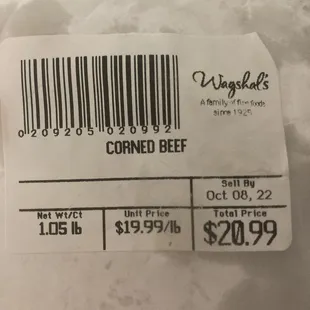 Wagshal's
A family of fine foods
since 1925
0 209205 020992
CORNED BEEF
Sell By
Oct 08, 22
Net Wt/Ct
Unit Price
Total Price
1.05 lb
$19.99/lb
$20.99